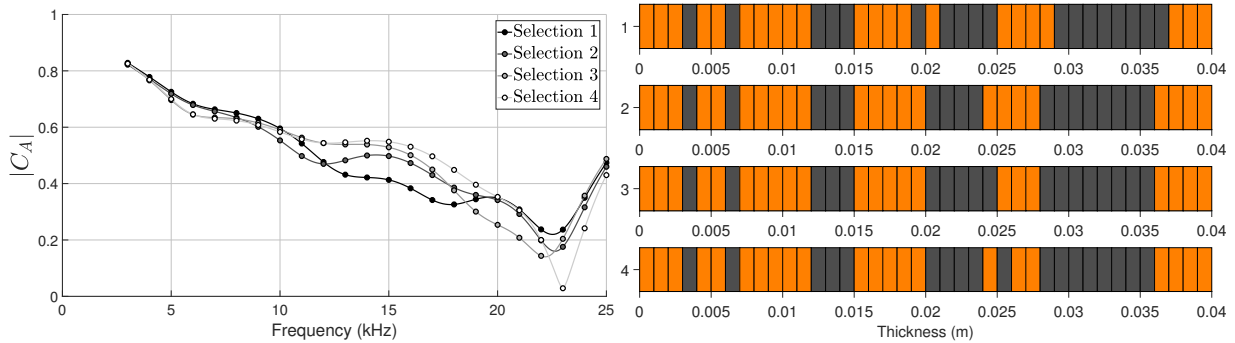 1
0.8
0.6
0.4
0.2
0
|C_A|
0 5 10 15 20 25
Frequency (kHz)
Selection 1
Selection 2
Selection 3
Selection 4
1
0 0.005 0.01 0.015 0.02 0.025 0.03 0.035 0.04
2
0 0.005 0.01 0.015 0.02 0.025 0.03 0.035 0.04
3
0 0.005 0.01 0.015 0.02 0.025 0.03 0.035 0.04
4
0 0.005 0.01 0.015 0.02 0.025 0.03 0.035 0.04
Thickness (m)